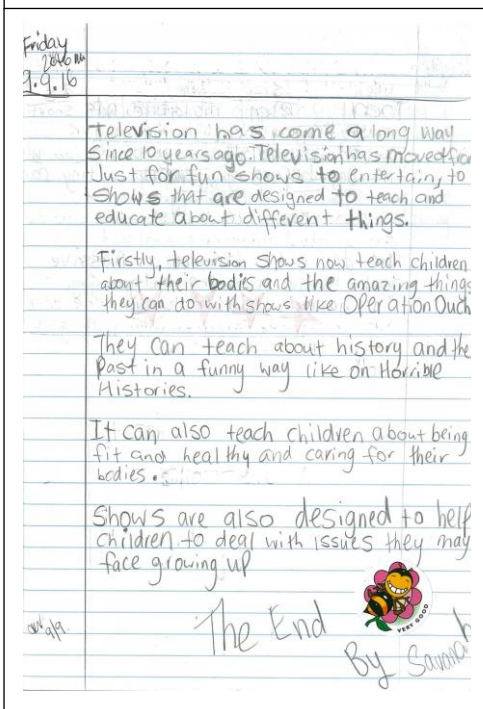 Friday
9.9.16
television has come a long way
Since 10 years ago. Television has moved from
Just for fun shows to entertain, to
shows that are designed to teach and
educate about different things.
Firstly, television shows now teach children
about their bodies and the amazing things
they can do with shows like Operation Ouch
They can teach about history and the
Past in a funny way like on Horrible
Histories.
It can also teach children about being
fit and healthy and caring for their
bodies.
Shows are also designed to help
children to deal with issues they may
face growing up
The End
VERY GOOD
9/9.
By Savanah